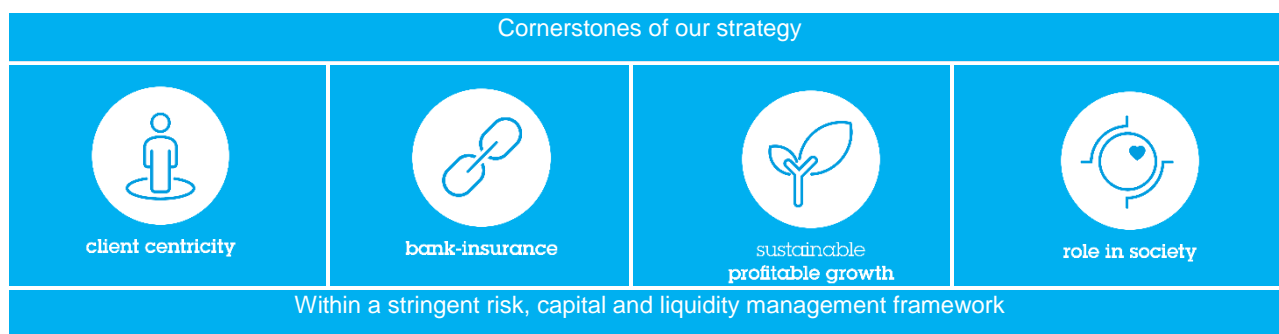 Cornerstones of our strategy
client centricity
bank-insurance
sustainable
profitable growth
role in society
Within a stringent risk, capital and liquidity management framework